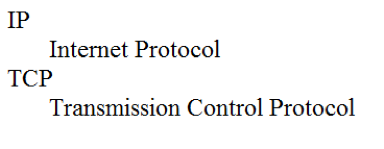 IP
Internet Protocol
TCP
Transmission Control Protocol